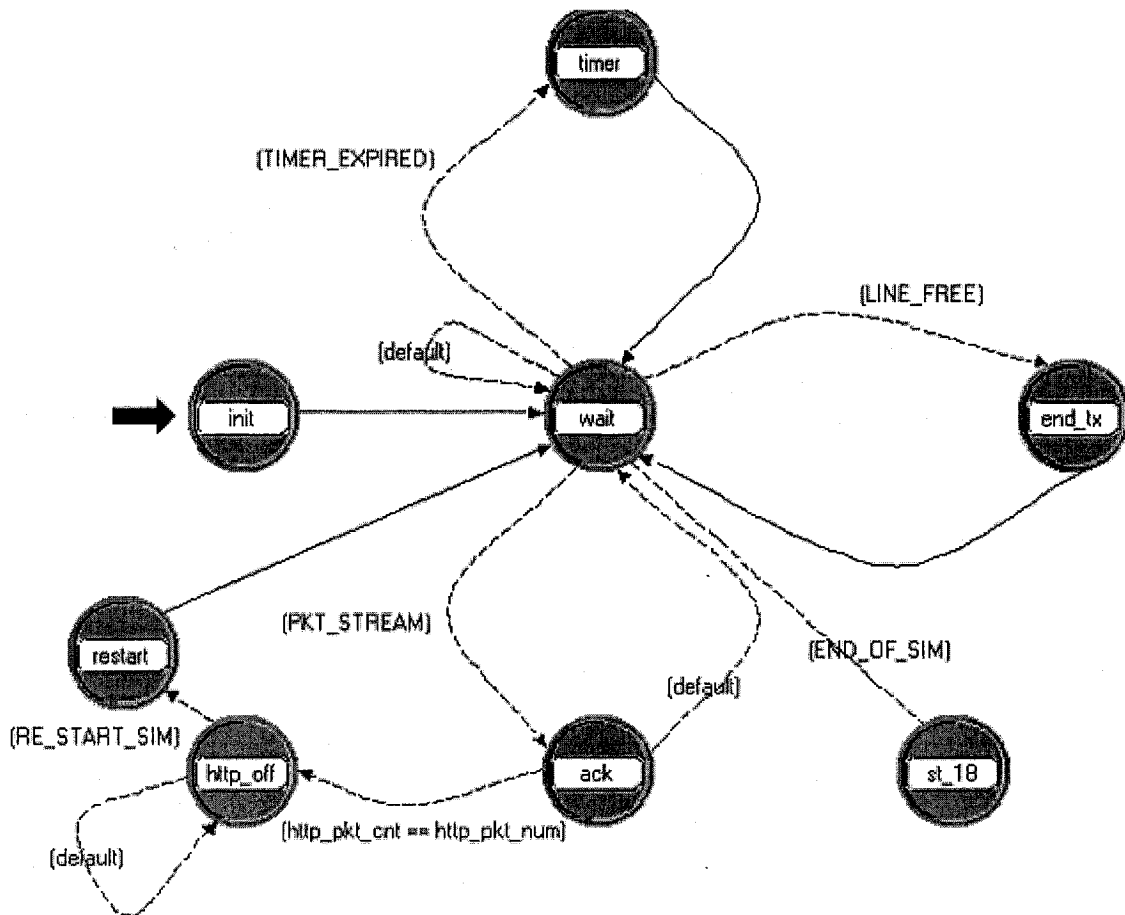 timer
(TIMER_EXPIRED)
(LINE_FREE)
(default)
init
wait
end_tx
(PKT_STREAM)
restart
(END_OF_SIM)
(default)
(RE_START_SIM)
http_off
ack
st_18
(http_pkt_cnt == http_pkt_num)
(default)